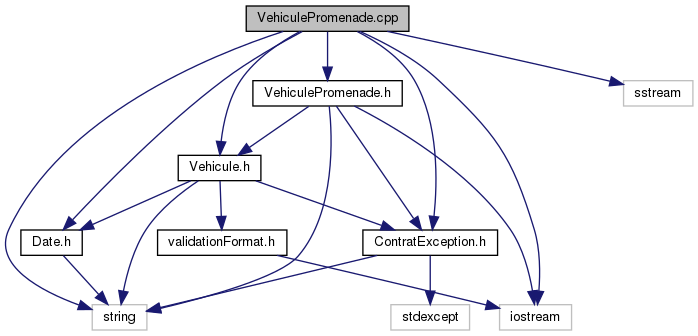 VehiculePromenade.cpp
VehiculePromenade.h
sstream
Vehicule.h
Date.h
validationFormat.h
ContratException.h
string
stdexcept
iostream